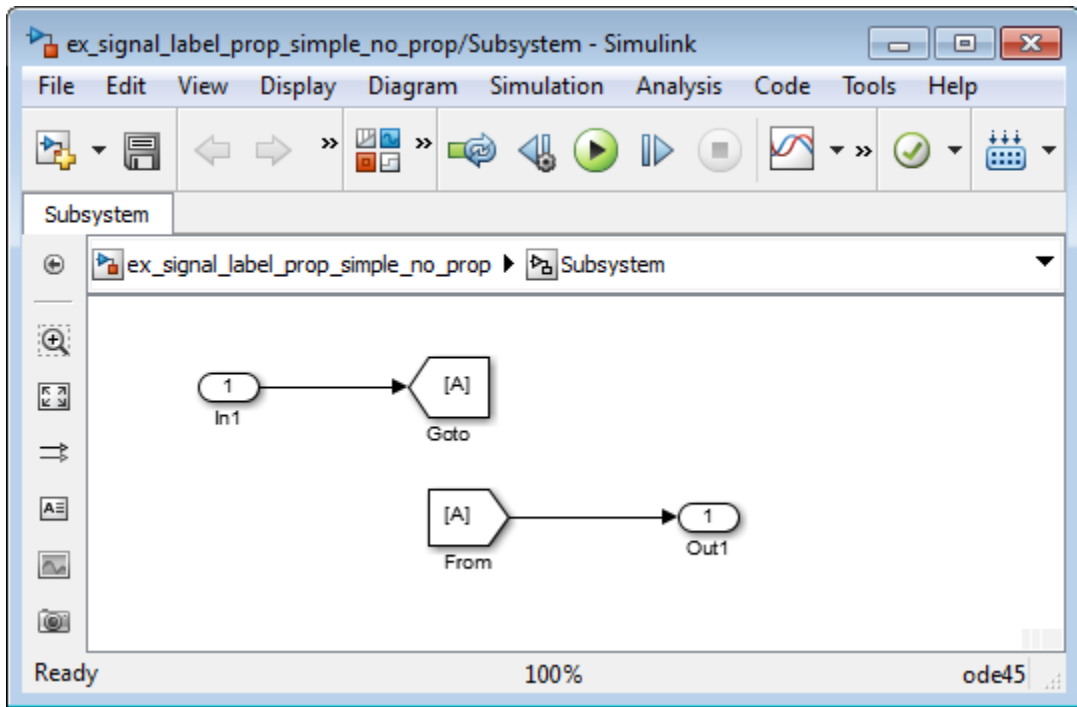 ex_signal_label_prop_simple_no_prop/Subsystem - Simulink
File Edit View Display Diagram Simulation Analysis Code Tools Help
Subsystem
ex_signal_label_prop_simple_no_prop Subsystem
1
In1
[A]
Goto
[A]
From
1
Out1
Ready 100% ode45